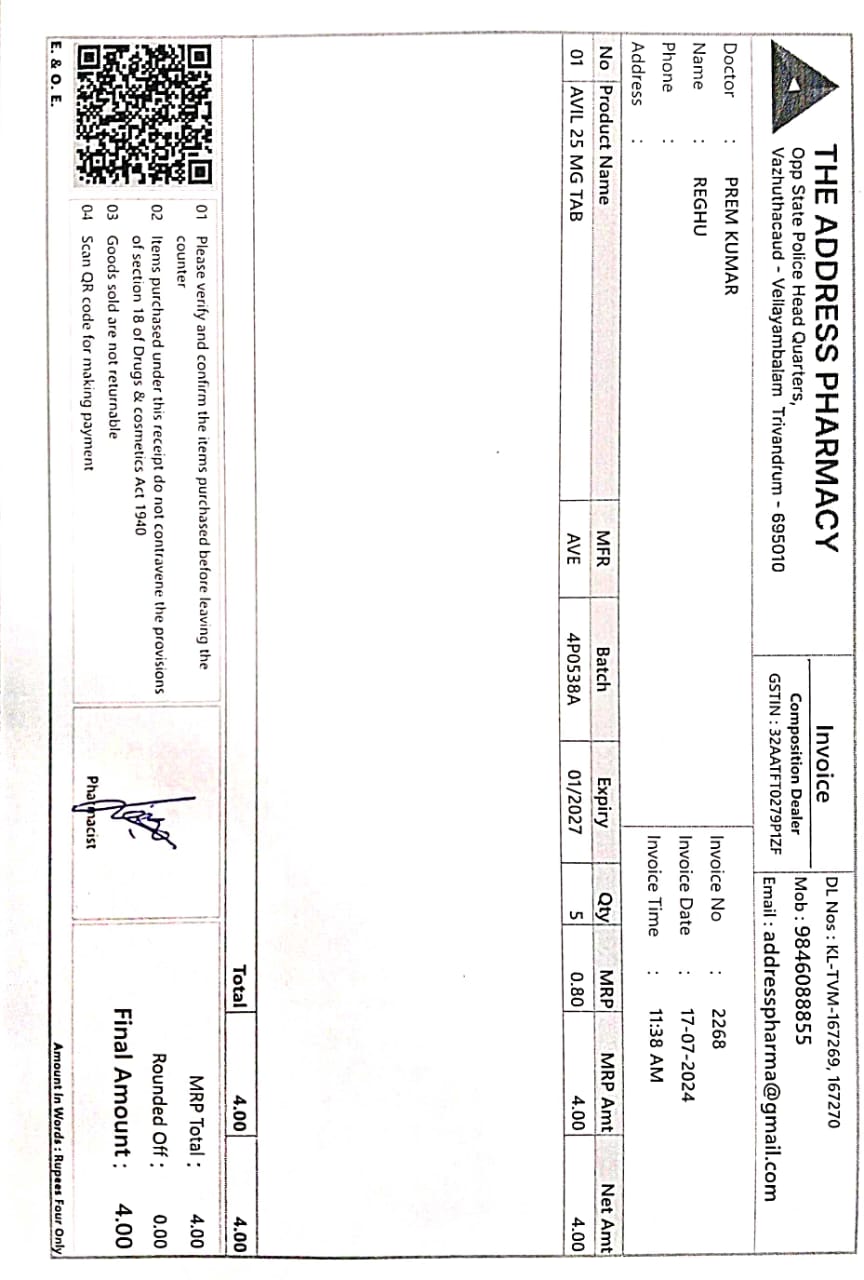 THE ADDRESS PHARMACY
Opp State Police Head Quarters,
Vazhuthacaud - Vellayambalam Trivandrum - 695010
Invoice
Composition Dealer
GSTIN : 32AATFT0279P1ZF
DL Nos : KL-TVM-167269, 167270
Mob : 9846088855
Email : addresspharma@gmail.com
Doctor : PREM KUMAR
Name : REGHU
Phone :
Address :
Invoice No : 2268
Invoice Date : 17-07-2024
Invoice Time : 11:38 AM
No Product Name MFR Batch Expiry Qty MRP MRP Amt Net Amt
01 AVIL 25 MG TAB AVE 4P0538A 01/2027 5 0.80 4.00 4.00
Total 4.00 4.00
01 Please verify and confirm the items purchased before leaving the
counter
02 Items purchased under this receipt do not contravene the provisions
of section 18 of Drugs & cosmetics Act 1940
03 Goods sold are not returnable
04 Scan QR code for making payment
Pharmacist
MRP Total : 4.00
Rounded Off : 0.00
Final Amount : 4.00
E. & O. E.
Amount In Words : Rupees Four Only